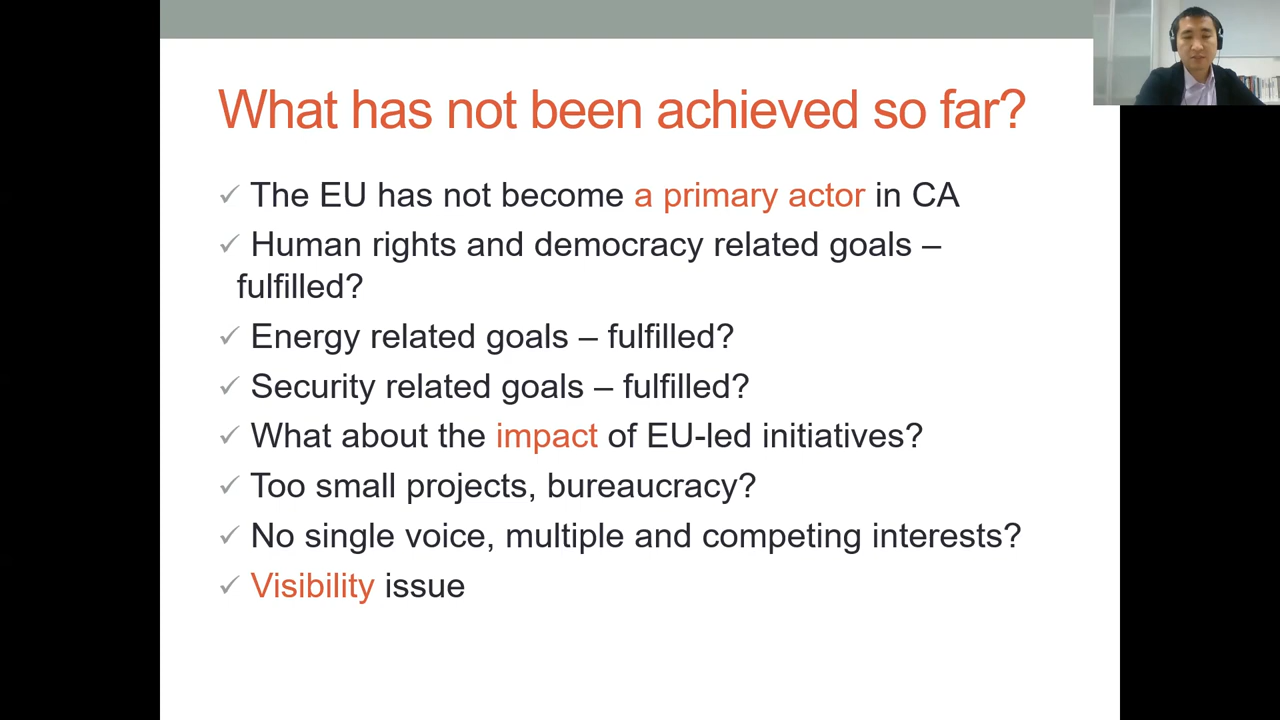 What has not been achieved so far?
✓ The EU has not become a primary actor in CA
✓ Human rights and democracy related goals –
fulfilled?
✓ Energy related goals – fulfilled?
✓ Security related goals – fulfilled?
✓ What about the impact of EU-led initiatives?
✓ Too small projects, bureaucracy?
✓ No single voice, multiple and competing interests?
✓ Visibility issue